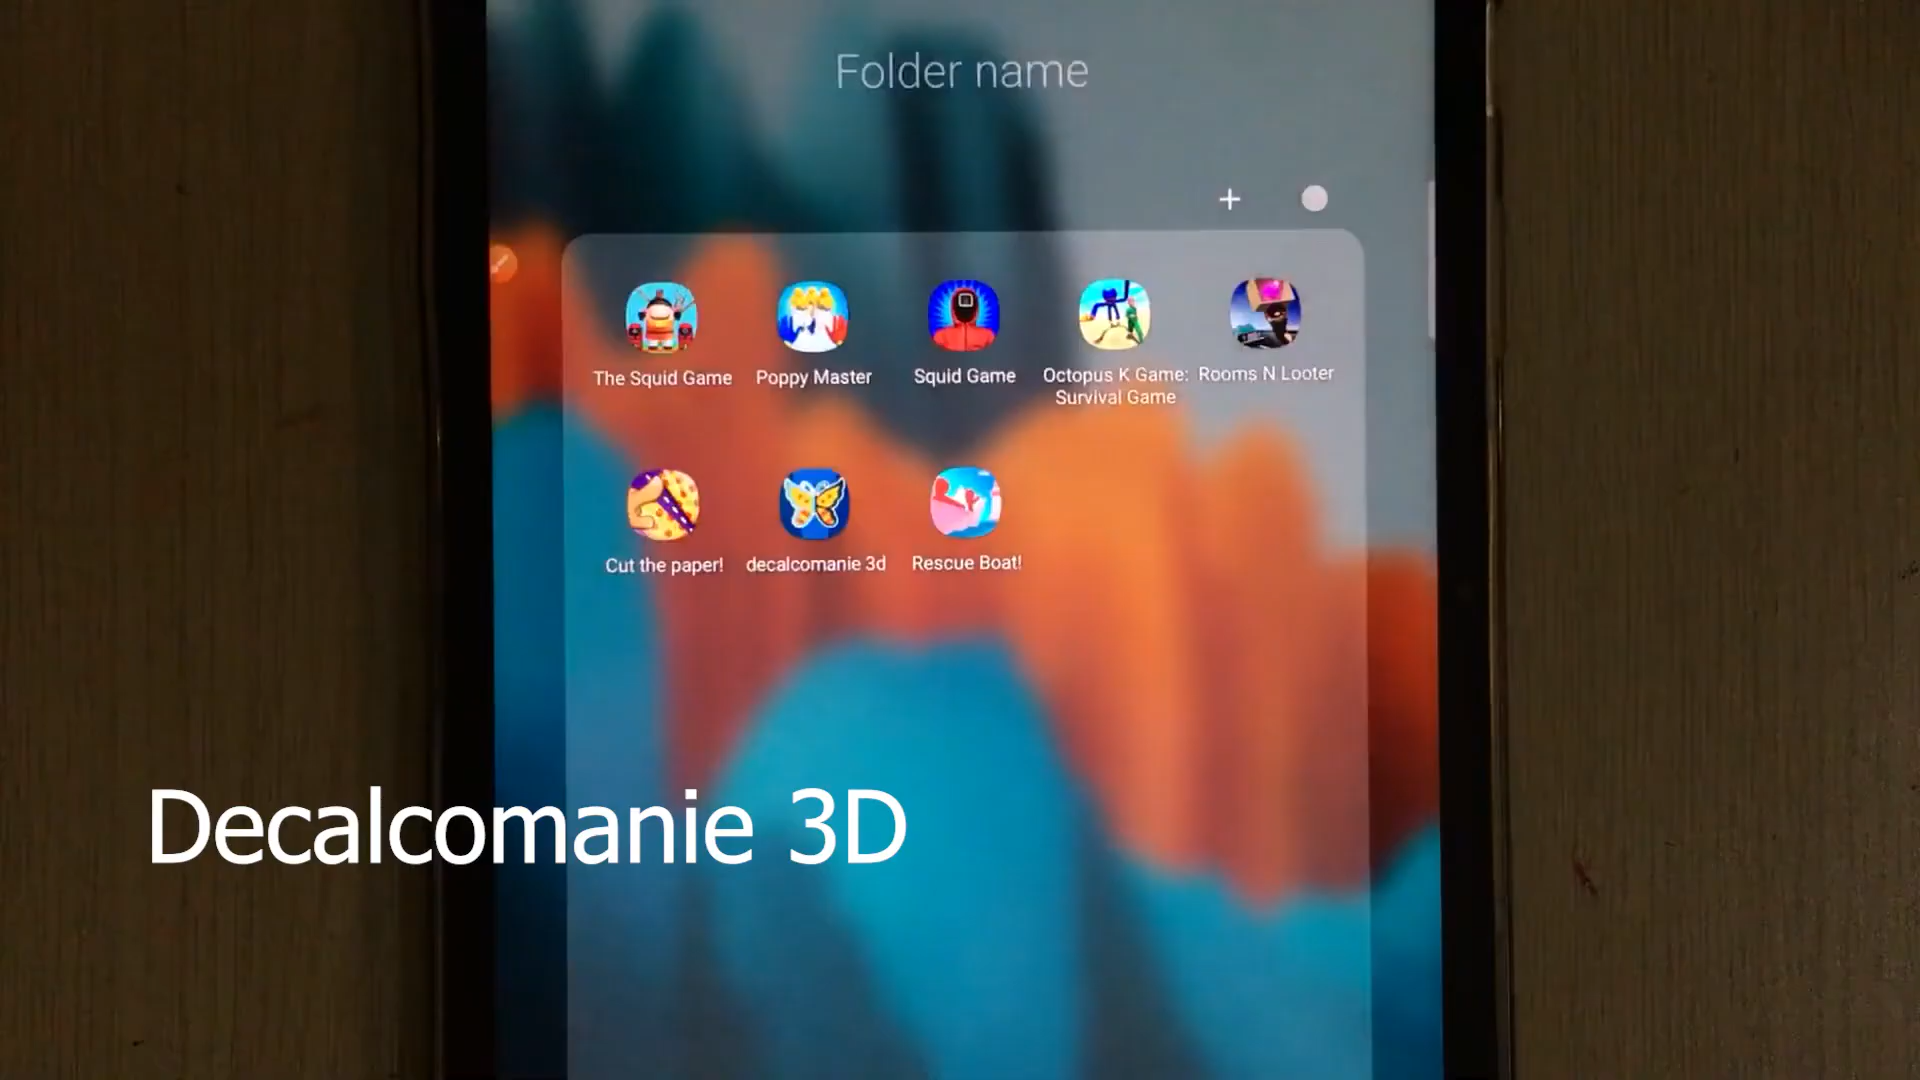 Folder name
The Squid Game
Poppy Master
Squid Game
Octopus K Game:
Survival Game
Rooms N Looter
Cut the paper!
decalcomanie 3d
Rescue Boat!
Decalcomanie 3D